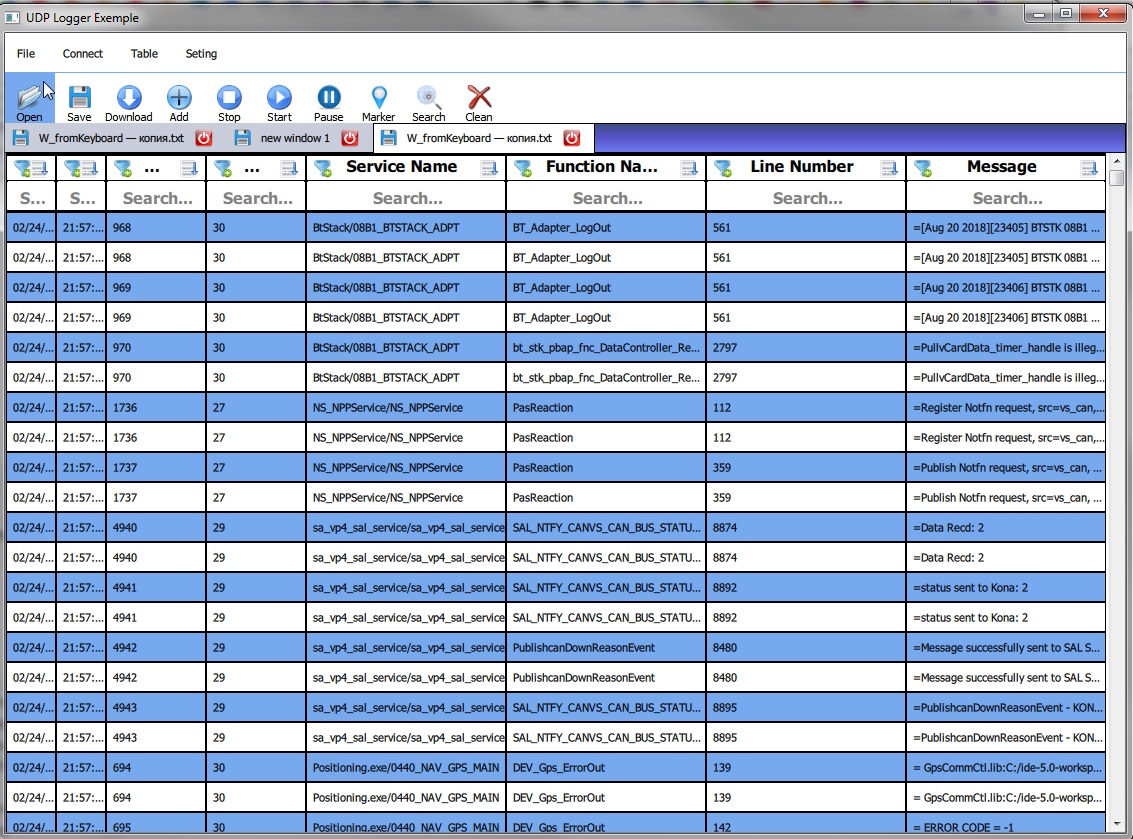 UDP Logger Exemple
File Connect Table Seting
Open Save Download Add Stop Start Pause Marker Search Clean
W_fromKeyboard — копия.txt new window 1 W_fromKeyboard — копия.txt
... ... Service Name Function Na... Line Number Message
S... S... Search... Search... Search... Search... Search... Search...
02/24/... 21:57:... 968 30 BtStack/08B1_BTSTACK_ADPT BT_Adapter_LogOut 561 =[Aug 20 2018][23405] BTSTK 08B1 ...
02/24/... 21:57:... 968 30 BtStack/08B1_BTSTACK_ADPT BT_Adapter_LogOut 561 =[Aug 20 2018][23405] BTSTK 08B1 ...
02/24/... 21:57:... 969 30 BtStack/08B1_BTSTACK_ADPT BT_Adapter_LogOut 561 =[Aug 20 2018][23406] BTSTK 08B1 ...
02/24/... 21:57:... 969 30 BtStack/08B1_BTSTACK_ADPT BT_Adapter_LogOut 561 =[Aug 20 2018][23406] BTSTK 08B1 ...
02/24/... 21:57:... 970 30 BtStack/08B1_BTSTACK_ADPT bt_stk_pbap_fnc_DataController_Re... 2797 =PullvCardData_timer_handle is illeg...
02/24/... 21:57:... 970 30 BtStack/08B1_BTSTACK_ADPT bt_stk_pbap_fnc_DataController_Re... 2797 =PullvCardData_timer_handle is illeg...
02/24/... 21:57:... 1736 27 NS_NPPService/NS_NPPService PasReaction 112 =Register Notfn request, src=vs_can,...
02/24/... 21:57:... 1736 27 NS_NPPService/NS_NPPService PasReaction 112 =Register Notfn request, src=vs_can,...
02/24/... 21:57:... 1737 27 NS_NPPService/NS_NPPService PasReaction 359 =Publish Notfn request, src=vs_can, ...
02/24/... 21:57:... 1737 27 NS_NPPService/NS_NPPService PasReaction 359 =Publish Notfn request, src=vs_can, ...
02/24/... 21:57:... 4940 29 sa_vp4_sal_service/sa_vp4_sal_service SAL_NTFY_CANVS_CAN_BUS_STATU... 8874 =Data Recd: 2
02/24/... 21:57:... 4940 29 sa_vp4_sal_service/sa_vp4_sal_service SAL_NTFY_CANVS_CAN_BUS_STATU... 8874 =Data Recd: 2
02/24/... 21:57:... 4941 29 sa_vp4_sal_service/sa_vp4_sal_service SAL_NTFY_CANVS_CAN_BUS_STATU... 8892 =status sent to Kona: 2
02/24/... 21:57:... 4941 29 sa_vp4_sal_service/sa_vp4_sal_service SAL_NTFY_CANVS_CAN_BUS_STATU... 8892 =status sent to Kona: 2
02/24/... 21:57:... 4942 29 sa_vp4_sal_service/sa_vp4_sal_service PublishcanDownReasonEvent 8480 =Message successfully sent to SAL S...
02/24/... 21:57:... 4942 29 sa_vp4_sal_service/sa_vp4_sal_service PublishcanDownReasonEvent 8480 =Message successfully sent to SAL S...
02/24/... 21:57:... 4943 29 sa_vp4_sal_service/sa_vp4_sal_service SAL_NTFY_CANVS_CAN_BUS_STATU... 8895 =PublishcanDownReasonEvent - KON...
02/24/... 21:57:... 4943 29 sa_vp4_sal_service/sa_vp4_sal_service SAL_NTFY_CANVS_CAN_BUS_STATU... 8895 =PublishcanDownReasonEvent - KON...
02/24/... 21:57:... 694 30 Positioning.exe/0440_NAV_GPS_MAIN DEV_Gps_ErrorOut 139 = GpsCommCtl.lib:C:/ide-5.0-worksp...
02/24/... 21:57:... 694 30 Positioning.exe/0440_NAV_GPS_MAIN DEV_Gps_ErrorOut 139 = GpsCommCtl.lib:C:/ide-5.0-worksp...
02/24/... 21:57:... 695 30 Positioning.exe/0440_NAV_GPS_MAIN DEV_Gps_ErrorOut 142 = ERROR CODE = -1